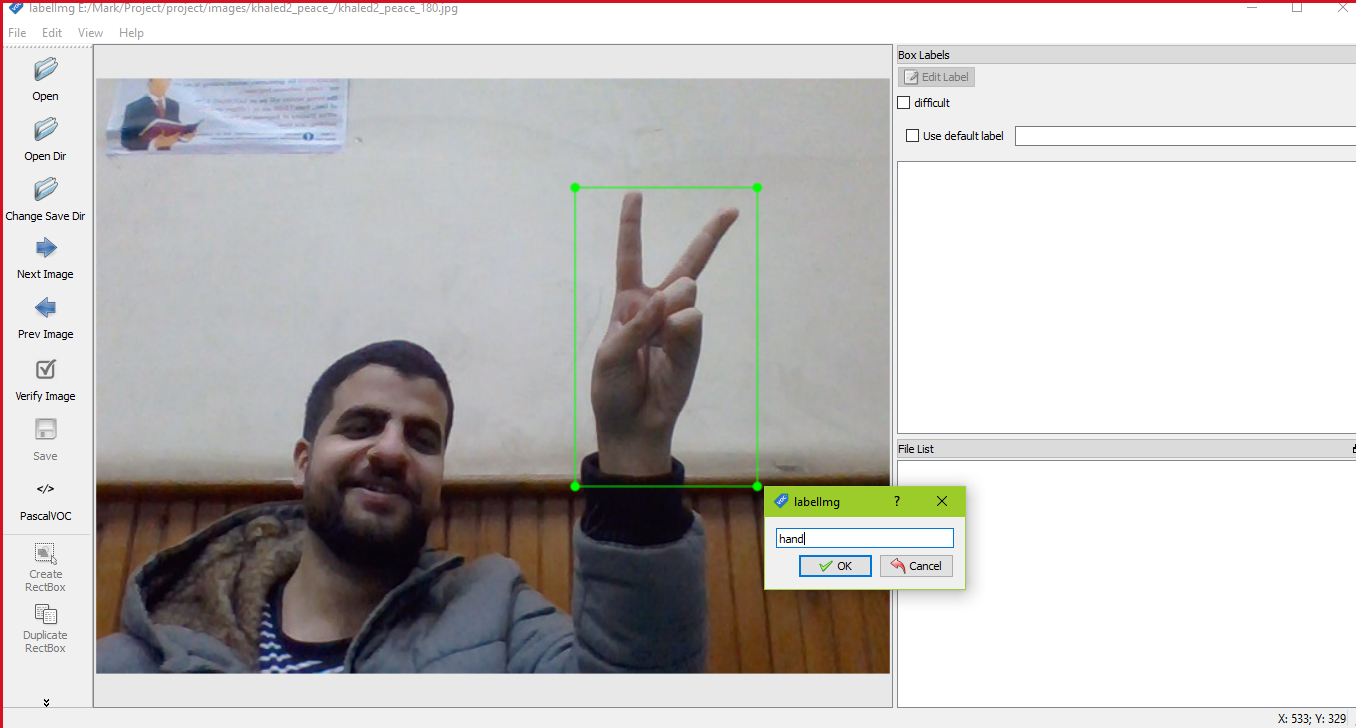 labelImg E:/Mark/Project/project/images/khaled2_peace_/khaled2_peace_180.jpg
File Edit View Help
Open
Open Dir
Change Save Dir
Next Image
Prev Image
Verify Image
Save
</>
PascalVOC
Create
RectBox
Duplicate
RectBox
labelImg ?
hand
OK Cancel
Box Labels
Edit Label
difficult
Use default label
File List
X: 533; Y: 329